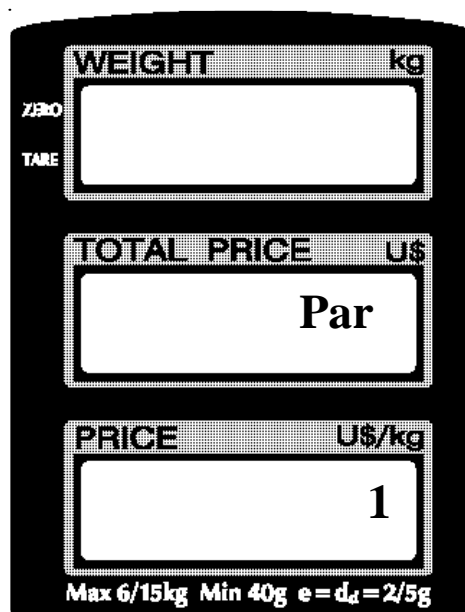 WEIGHT kg
ZERO
TARE
TOTAL PRICE U$
Par
PRICE U$/kg
1
Max 6/15kg Min 40g e=dd=2/5g